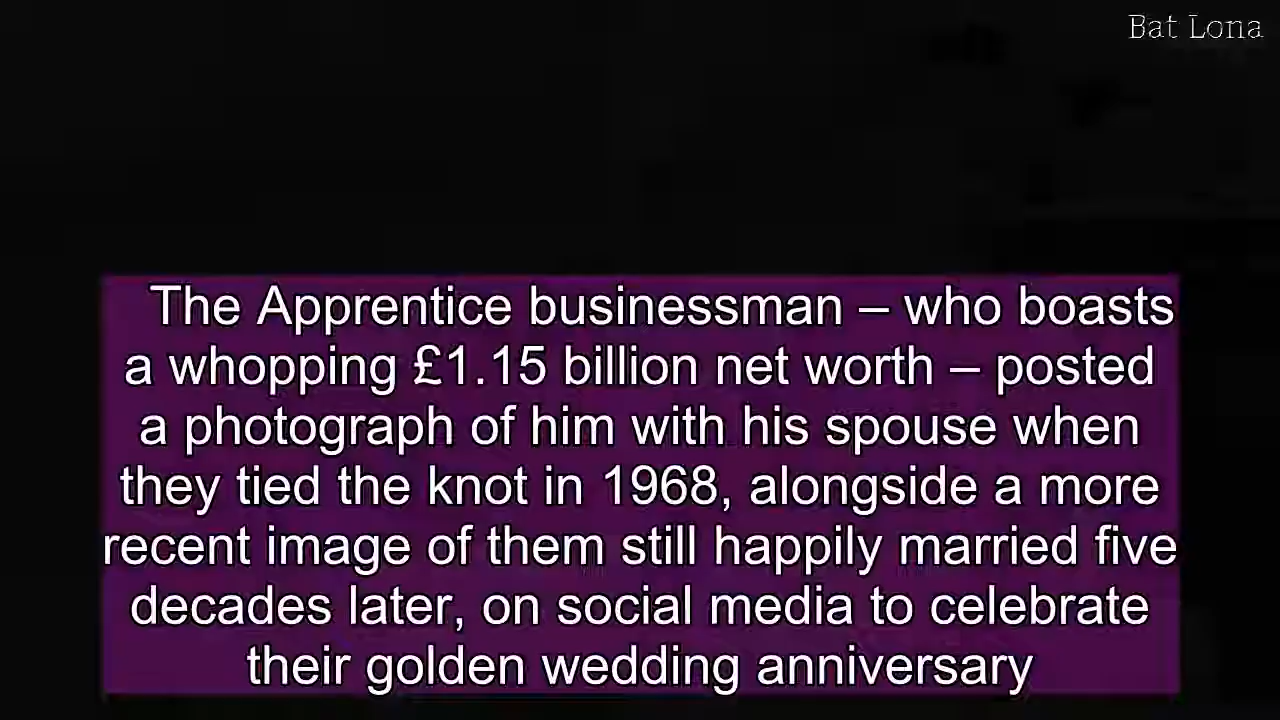 Bat Lona
The Apprentice businessman – who boasts
a whopping £1.15 billion net worth – posted
a photograph of him with his spouse when
they tied the knot in 1968, alongside a more
recent image of them still happily married five
decades later, on social media to celebrate
their golden wedding anniversary